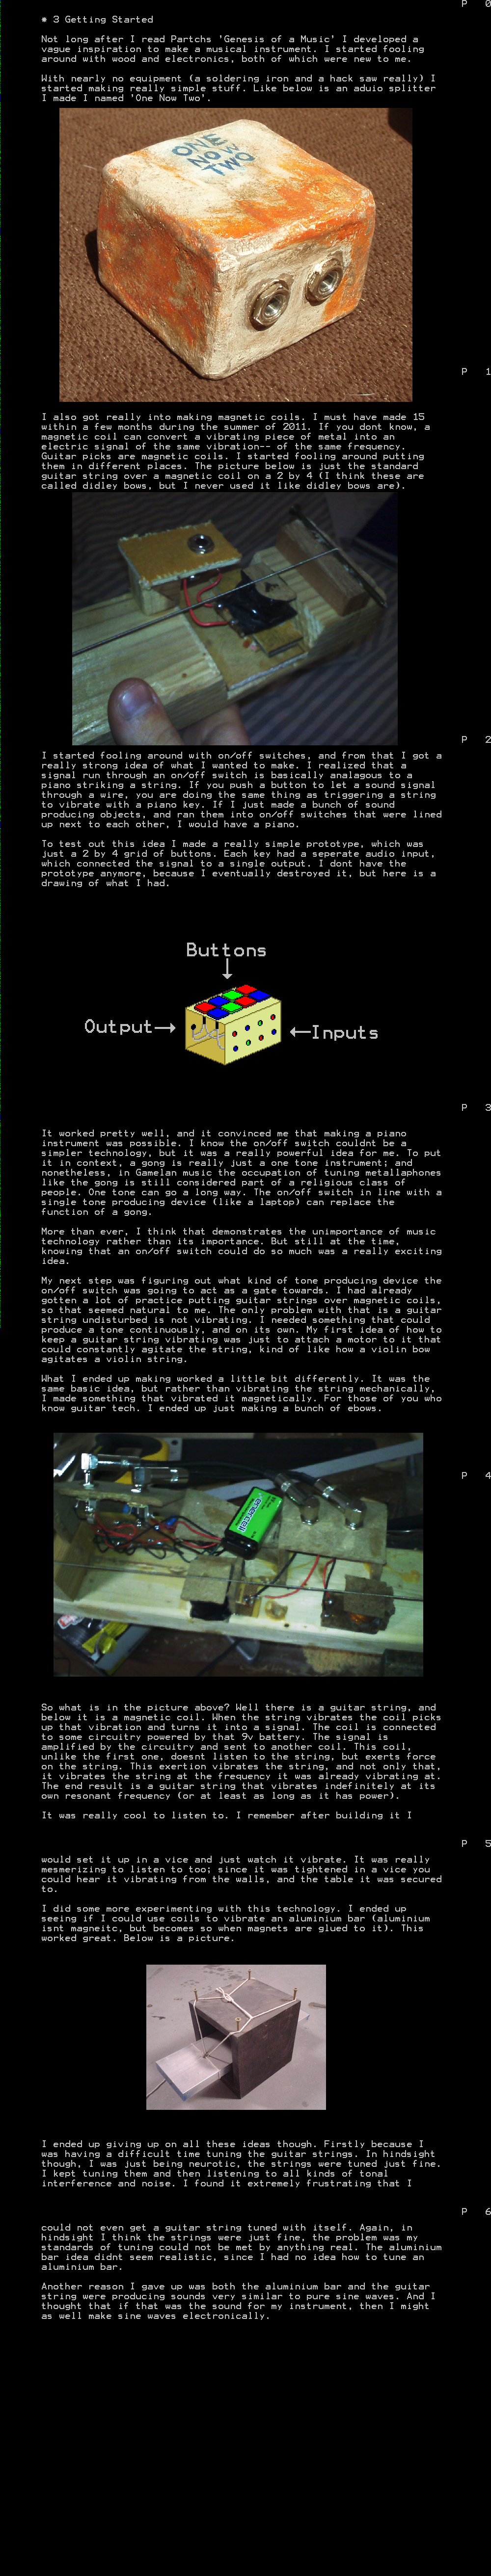 P 0
* 3 Getting Started
Not long after I read Partchs 'Genesis of a Music' I developed a
vague inspiration to make a musical instrument. I started fooling
around with wood and electronics, both of which were new to me.
With nearly no equipment (a soldering iron and a hack saw really) I
started making really simple stuff. Like below is an aduio splitter
I made I named 'One Now Two'.
ONE
NOW
TWO
P 1
I also got really into making magnetic coils. I must have made 15
within a few months during the summer of 2011. If you dont know, a
magnetic coil can convert a vibrating piece of metal into an
electric signal of the same vibration-- of the same frequency.
Guitar picks are magnetic coils. I started fooling around putting
them in different places. The picture below is just the standard
guitar string over a magnetic coil on a 2 by 4 (I think these are
called didley bows, but I never used it like didley bows are).
P 2
I started fooling around with on/off switches, and from that I got a
really strong idea of what I wanted to make. I realized that a
signal run through an on/off switch is basically analagous to a
piano striking a string. If you push a button to let a sound signal
through a wire, you are doing the same thing as triggering a string
to vibrate with a piano key. If I just made a bunch of sound
producing objects, and ran them into on/off switches that were lined
up next to each other, I would have a piano.
To test out this idea I made a really simple prototype, which was
just a 2 by 4 grid of buttons. Each key had a seperate audio input,
which connected the signal to a single output. I dont have the
prototype anymore, because I eventually destroyed it, but here is a
drawing of what I had.
Buttons
Output
Inputs
P 3
It worked pretty well, and it convinced me that making a piano
instrument was possible. I know the on/off switch couldnt be a
simpler technology, but it was a really powerful idea for me. To put
it in context, a gong is really just a one tone instrument; and
nonetheless, in Gamelan music the occupation of tuning metallaphones
like the gong is still considered part of a religious class of
people. One tone can go a long way. The on/off switch in line with a
single tone producing device (like a laptop) can replace the
function of a gong.
More than ever, I think that demonstrates the unimportance of music
technology rather than its importance. But still at the time,
knowing that an on/off switch could do so much was a really exciting
idea.
My next step was figuring out what kind of tone producing device the
on/off switch was going to act as a gate towards. I had already
gotten a lot of practice putting guitar strings over magnetic coils,
so that seemed natural to me. The only problem with that is a guitar
string undisturbed is not vibrating. I needed something that could
produce a tone continuously, and on its own. My first idea of how to
keep a guitar string vibrating was just to attach a motor to it that
could constantly agitate the string, kind of like how a violin bow
agitates a violin string.
What I ended up making worked a little bit differently. It was the
same basic idea, but rather than vibrating the string mechanically,
I made something that vibrated it magnetically. For those of you who
know guitar tech. I ended up just making a bunch of ebows.
P 4
So what is in the picture above? Well there is a guitar string, and
below it is a magnetic coil. When the string vibrates the coil picks
up that vibration and turns it into a signal. The coil is connected
to some circuitry powered by that 9v battery. The signal is
amplified by the circuitry and sent to another coil. This coil,
unlike the first one, doesnt listen to the string, but exerts force
on the string. This exertion vibrates the string, and not only that,
it vibrates the string at the frequency it was already vibrating at.
The end result is a guitar string that vibrates indefinitely at its
own resonant frequency (or at least as long as it has power).
It was really cool to listen to. I remember after building it I
P 5
would set it up in a vice and just watch it vibrate. It was really
mesmerizing to listen to too; since it was tightened in a vice you
could hear it vibrating from the walls, and the table it was secured
to.
I did some more experimenting with this technology. I ended up
seeing if I could use coils to vibrate an aluminium bar (aluminium
isnt magneitc, but becomes so when magnets are glued to it). This
worked great. Below is a picture.
I ended up giving up on all these ideas though. Firstly because I
was having a difficult time tuning the guitar strings. In hindsight
though, I was just being neurotic, the strings were tuned just fine.
I kept tuning them and then listening to all kinds of tonal
interference and noise. I found it extremely frustrating that I
P 6
could not even get a guitar string tuned with itself. Again, in
hindsight I think the strings were just fine, the problem was my
standards of tuning could not be met by anything real. The aluminium
bar idea didnt seem realistic, since I had no idea how to tune an
aluminium bar.
Another reason I gave up was both the aluminium bar and the guitar
string were producing sounds very similar to pure sine waves. And I
thought that if that was the sound for my instrument, then I might
as well make sine waves electronically.